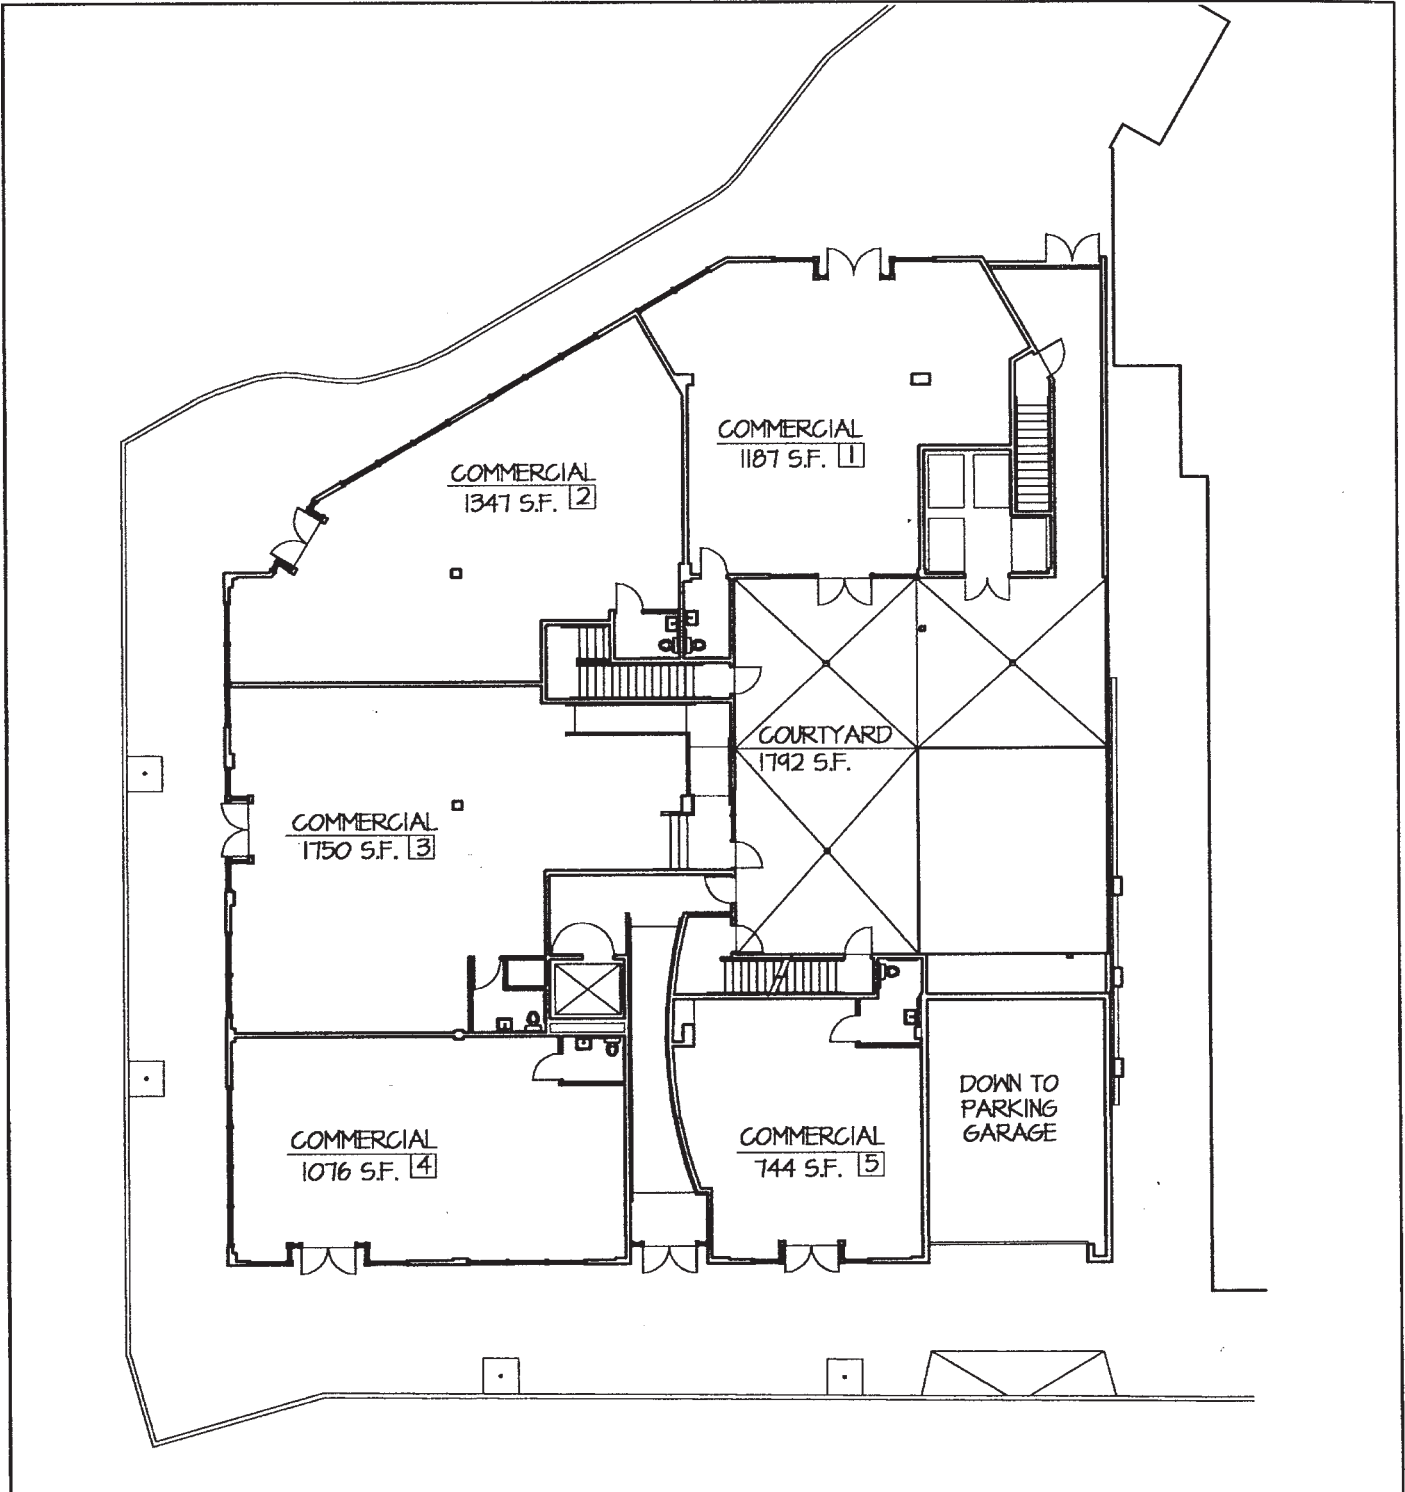 COMMERCIAL
1187 S.F. 1
COMMERCIAL
1347 S.F. 2
COURTYARD
1792 S.F.
COMMERCIAL
1750 S.F. 3
DOWN TO
PARKING
GARAGE
COMMERCIAL
1076 S.F. 4
COMMERCIAL
744 S.F. 5